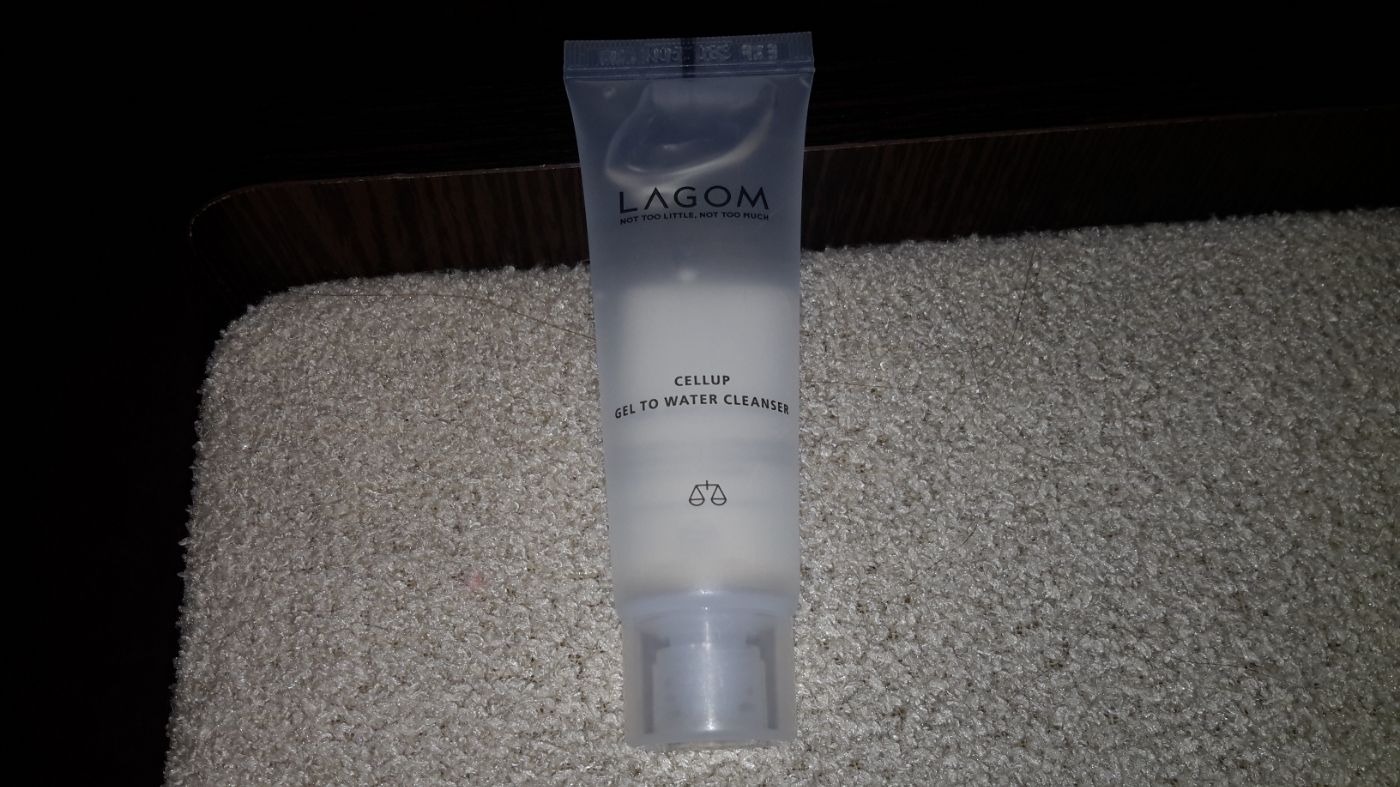 LAGOM
NOT TOO LITTLE, NOT TOO MUCH
CELLUP
GEL TO WATER CLEANSER